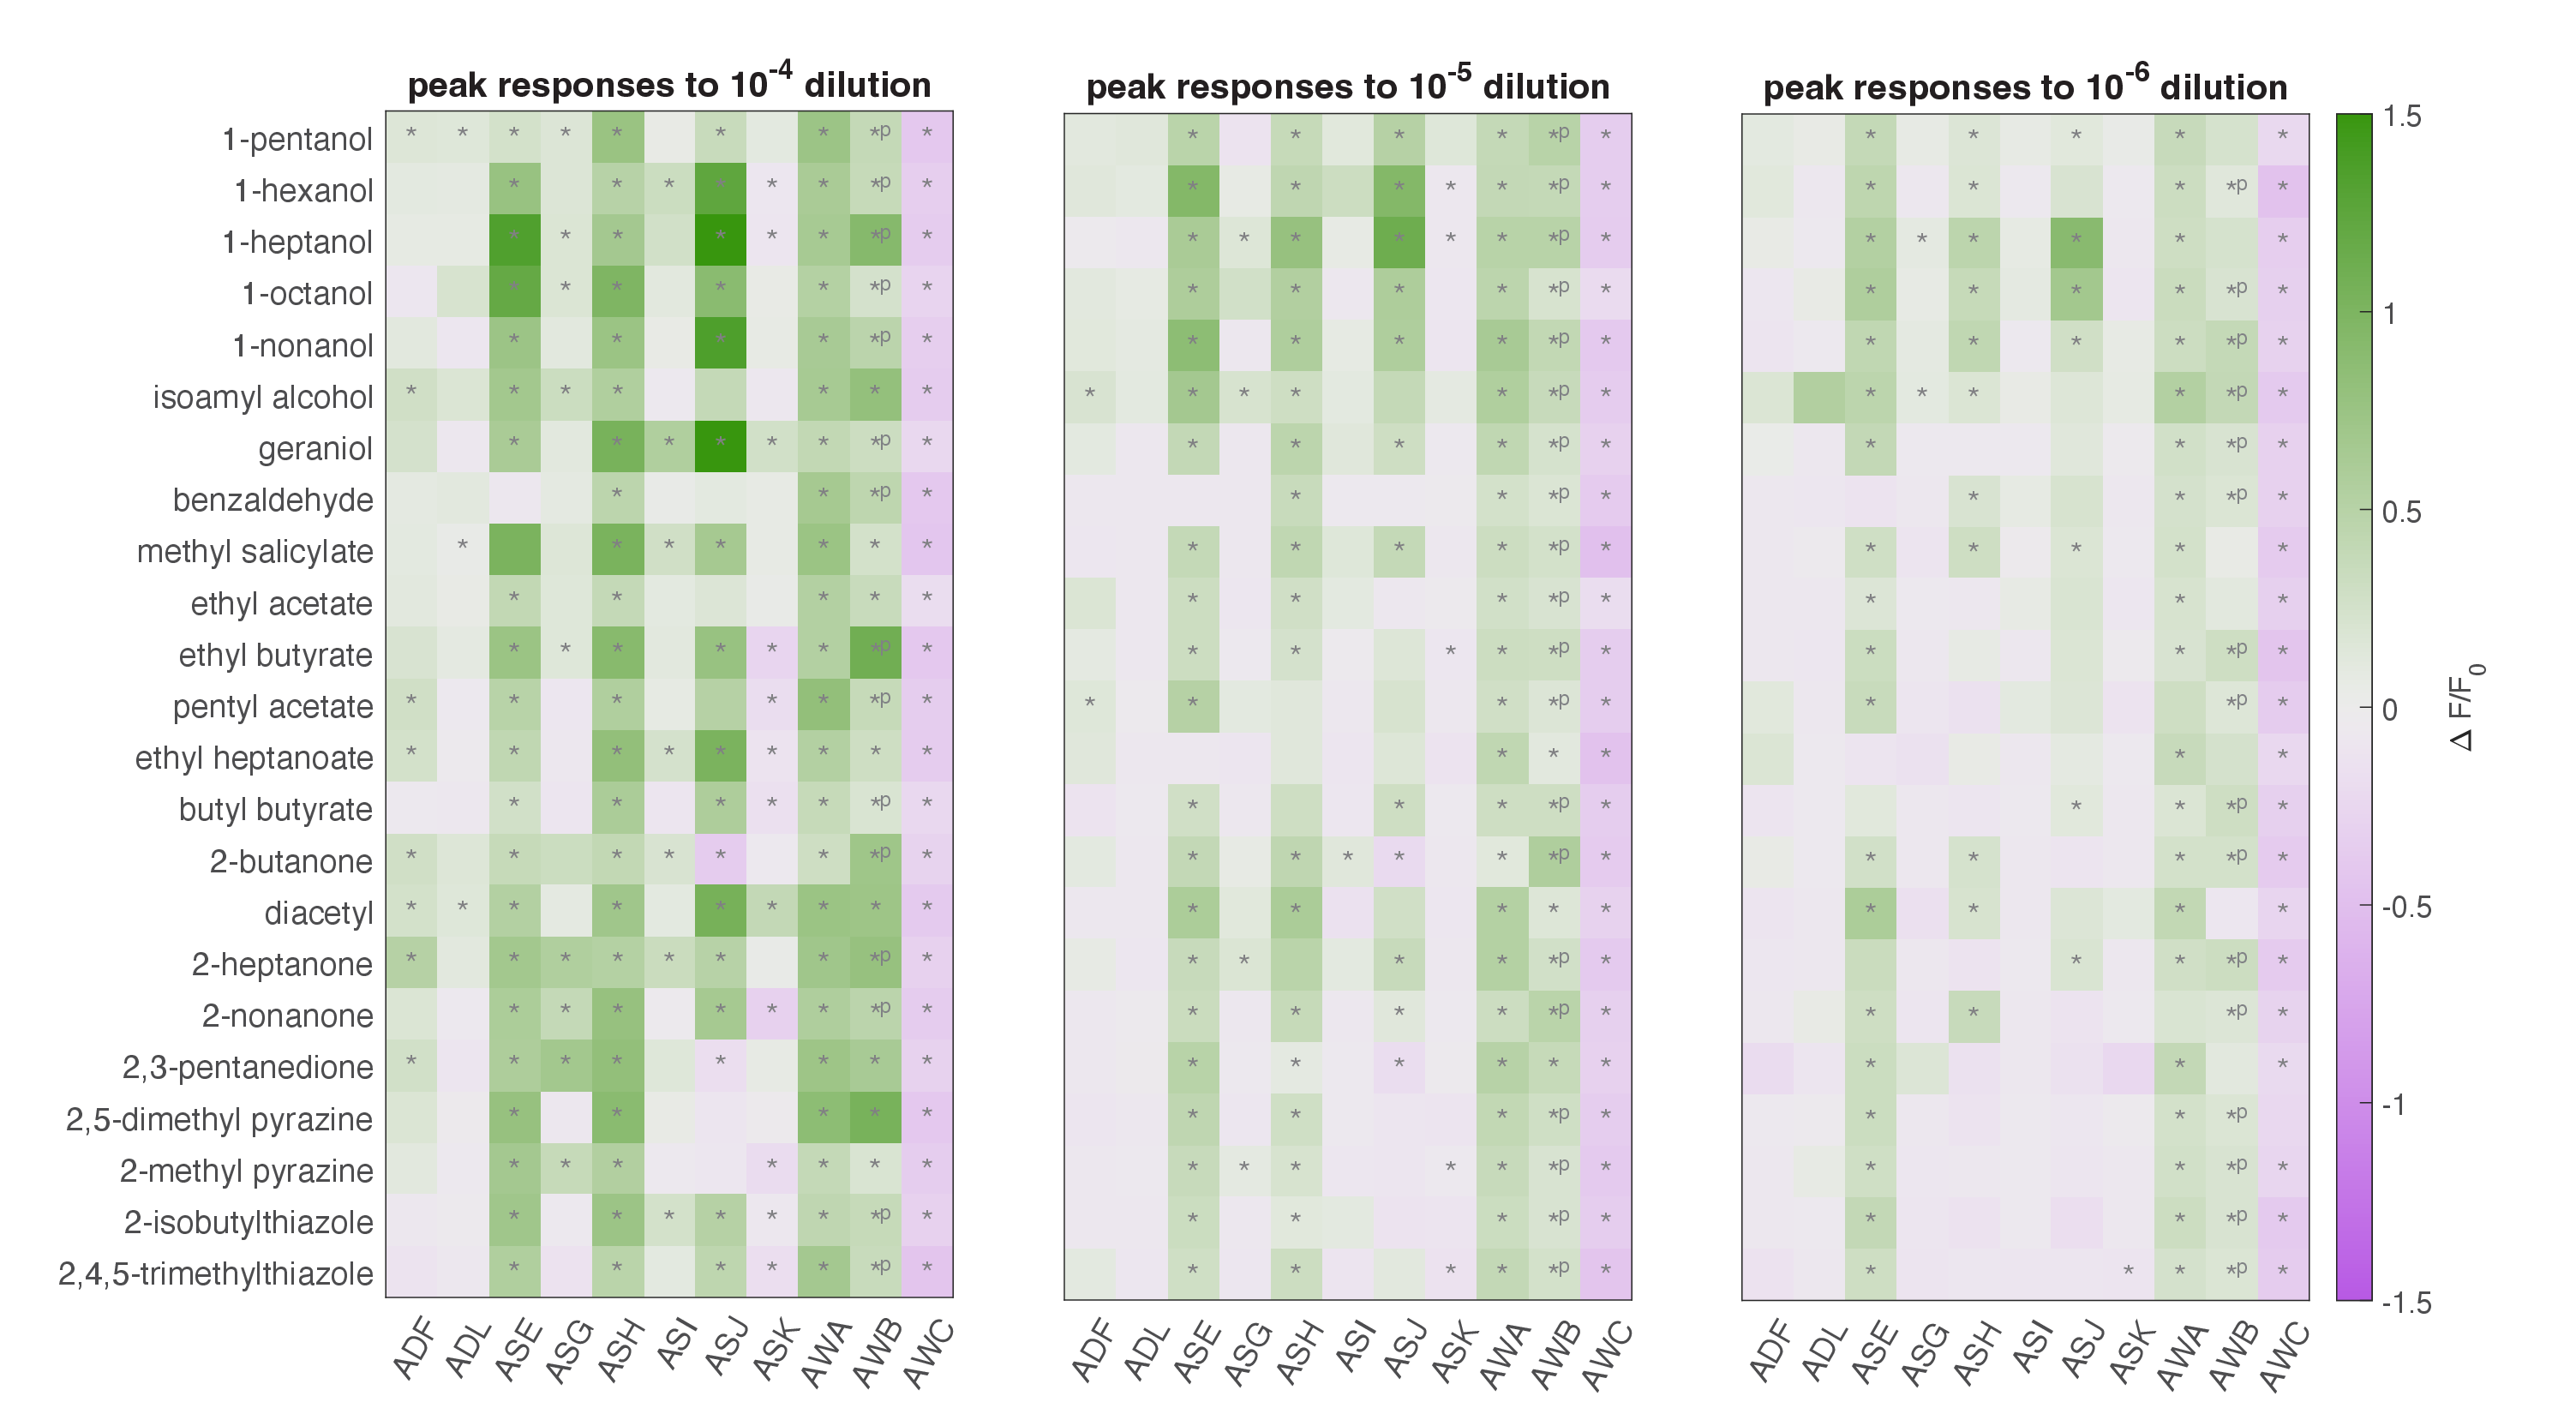 peak responses to 10^-4 dilution
peak responses to 10^-5 dilution
peak responses to 10^-6 dilution
1-pentanol
1-hexanol
1-heptanol
1-octanol
1-nonanol
isoamyl alcohol
geraniol
benzaldehyde
methyl salicylate
ethyl acetate
ethyl butyrate
pentyl acetate
ethyl heptanoate
butyl butyrate
2-butanone
diacetyl
2-heptanone
2-nonanone
2,3-pentanedione
2,5-dimethyl pyrazine
2-methyl pyrazine
2-isobutylthiazole
2,4,5-trimethylthiazole
ADF ADL ASE ASG ASH ASI ASJ ASK AWA AWB AWC
ADF ADL ASE ASG ASH ASI ASJ ASK AWA AWB AWC
ADF ADL ASE ASG ASH ASI ASJ ASK AWA AWB AWC
1.5
1
0.5
0
-0.5
-1
-1.5
Δ F/F0